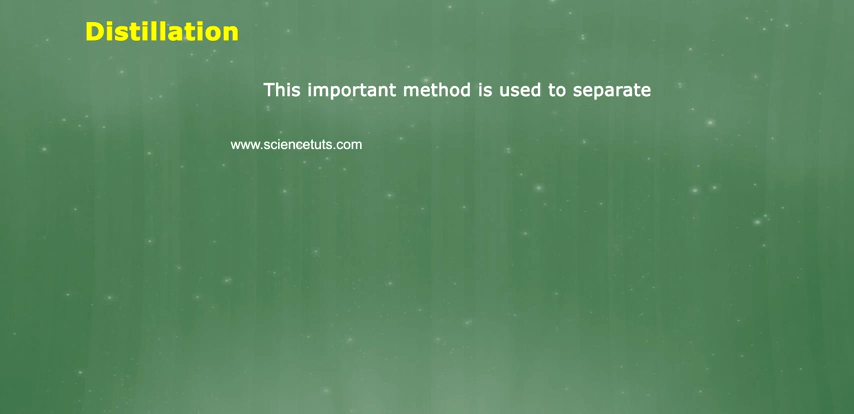 Distillation
This important method is used to separate
www.sciencetuts.com